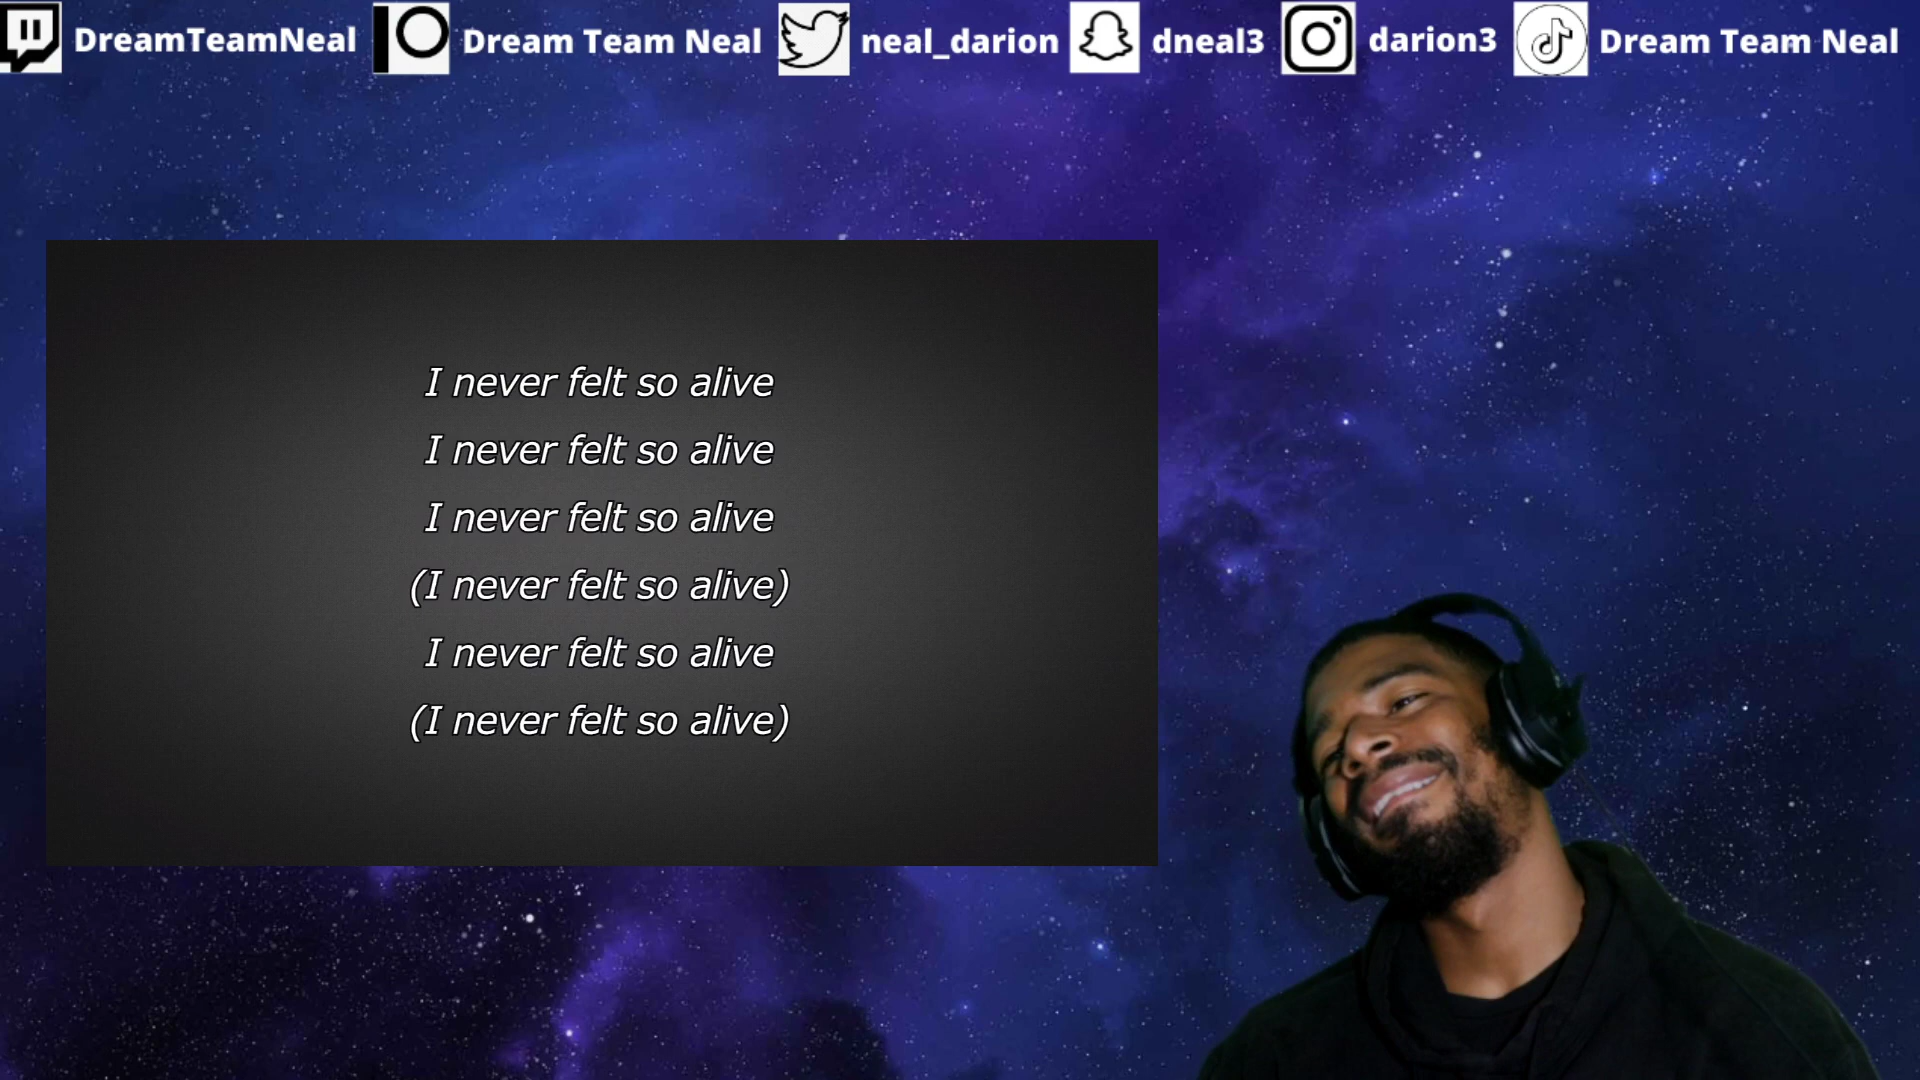 DreamTeamNeal Dream Team Neal neal_darion dneal3 darion3 Dream Team Neal
I never felt so alive
I never felt so alive
I never felt so alive
(I never felt so alive)
I never felt so alive
(I never felt so alive)